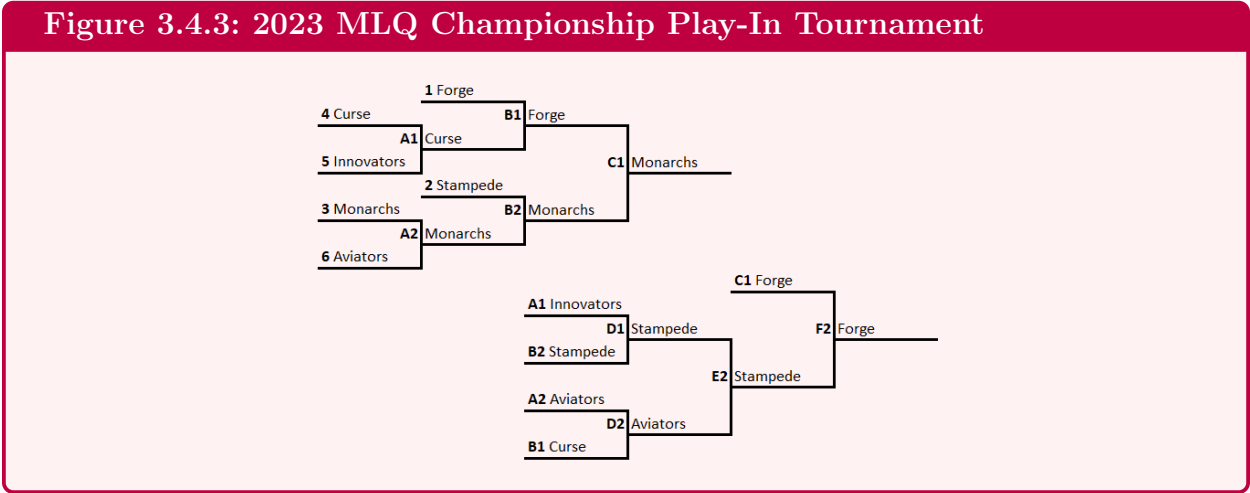 Figure 3.4.3: 2023 MLQ Championship Play-In Tournament
1 Forge
4 Curse
B1 Forge
A1 Curse
5 Innovators
C1 Monarchs
2 Stampede
3 Monarchs
B2 Monarchs
A2 Monarchs
6 Aviators
C1 Forge
A1 Innovators
D1 Stampede
F2 Forge
B2 Stampede
E2 Stampede
A2 Aviators
D2 Aviators
B1 Curse